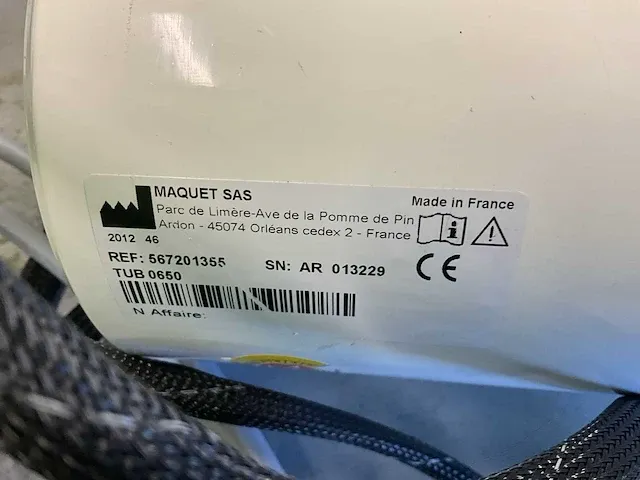 MAQUET SAS
Made in France
Parc de Limère-Ave de la Pomme de Pin
Ardon - 45074 Orléans cedex 2 - France
2012 46
REF: 567201355 SN: AR 013229
TUB 0650
CE
N Affaire: